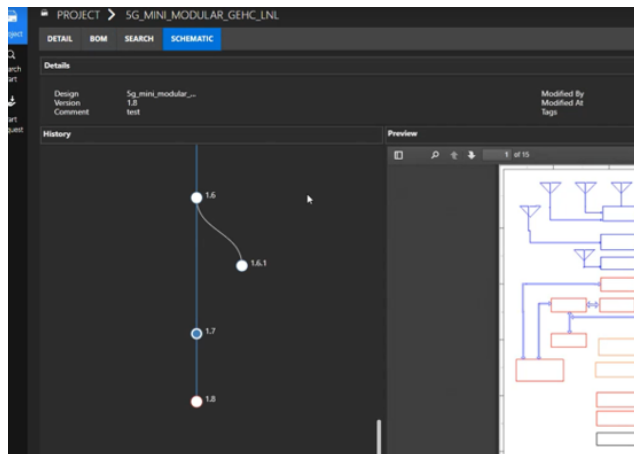 PROJECT > 5G_MINI_MODULAR_GEHC_LNL
DETAIL BOM SEARCH SCHEMATIC
Details
Design 5g_mini_modular_...
Version 1.8
Comment test
Modified By
Modified At
Tags
History
1.6
1.6.1
1.7
1.8
Preview
1 of 15